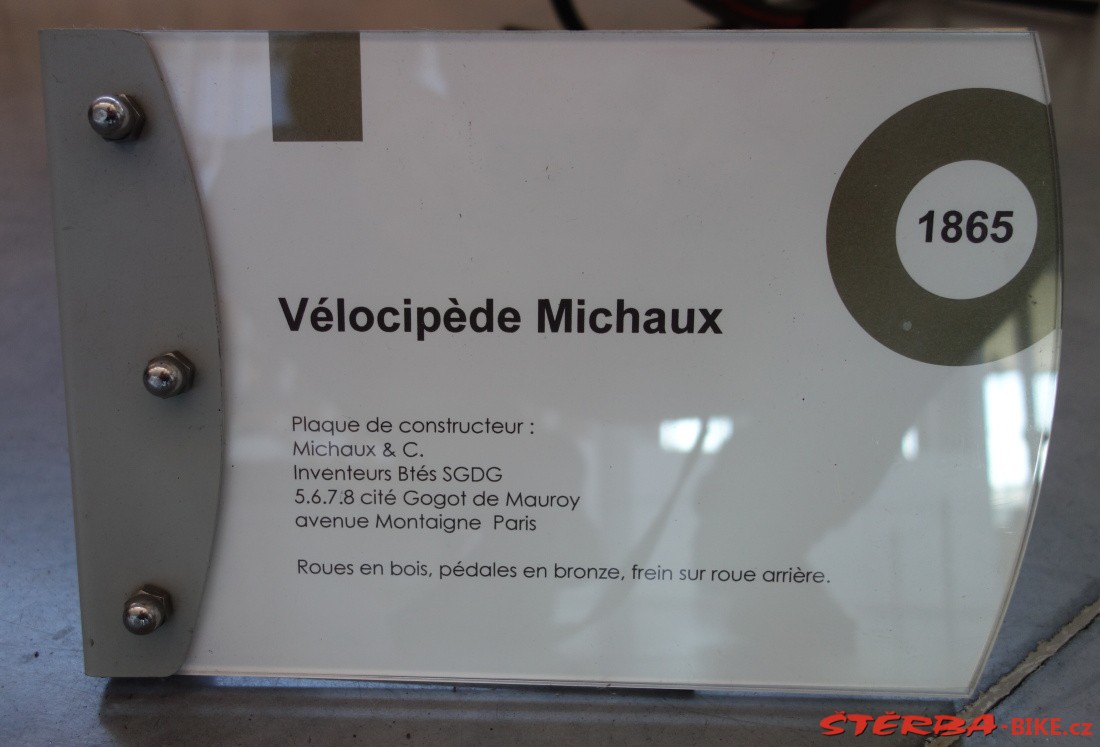 1865
Vélocipède Michaux
Plaque de constructeur :
Michaux & C.
Inventeurs Btés SGDG
5.6.7.8 cité Gogot de Mauroy
avenue Montaigne Paris
Roues en bois, pédales en bronze, frein sur roue arrière.
ŠTĚRBA-BIKE.cz